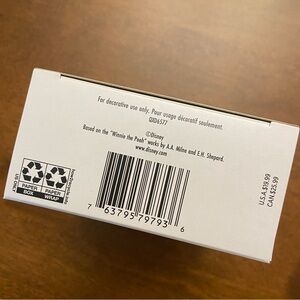 For decorative use only. Pour usage décoratif seulement.
QXD6577
©Disney
Based on the "Winnie the Pooh" works by A.A. Milne and E.H. Shepard.
www.disney.com
PAPER
BOX
PAPER
WRAP
7 63795 79793 6
U.S.A. $19.99
CAN $25.99